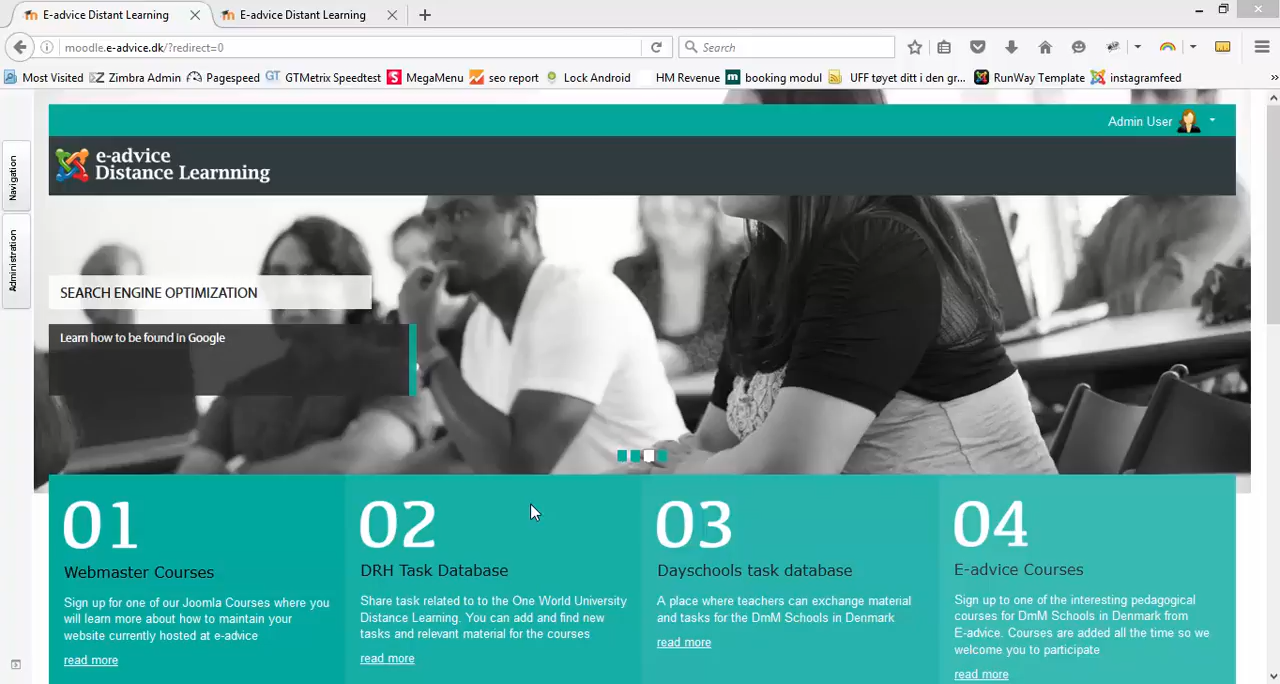 E-advice Distant Learning
E-advice Distant Learning
moodle.e-advice.dk/?redirect=0
Search
Most Visited
Zimbra Admin
Pagespeed
GT GTMetrix Speedtest
S MegaMenu
seo report
Lock Android
HM Revenue
m booking modul
UFF tøyet ditt i den gr...
RunWay Template
instagramfeed
»
Admin User
Navigation
Administration
e-advice
Distance Learnning
SEARCH ENGINE OPTIMIZATION
Learn how to be found in Google
01
Webmaster Courses
Sign up for one of our Joomla Courses where you
will learn more about how to maintain your
website currently hosted at e-advice
read more
02
DRH Task Database
Share task related to to the One World University
Distance Learning. You can add and find new
tasks and relevant material for the courses
read more
03
Dayschools task database
A place where teachers can exchange material
and tasks for the DmM Schools in Denmark
read more
04
E-advice Courses
Sign up to one of the interesting pedagogical
courses for DmM Schools in Denmark from
E-advice. Courses are added all the time so we
welcome you to participate
read more